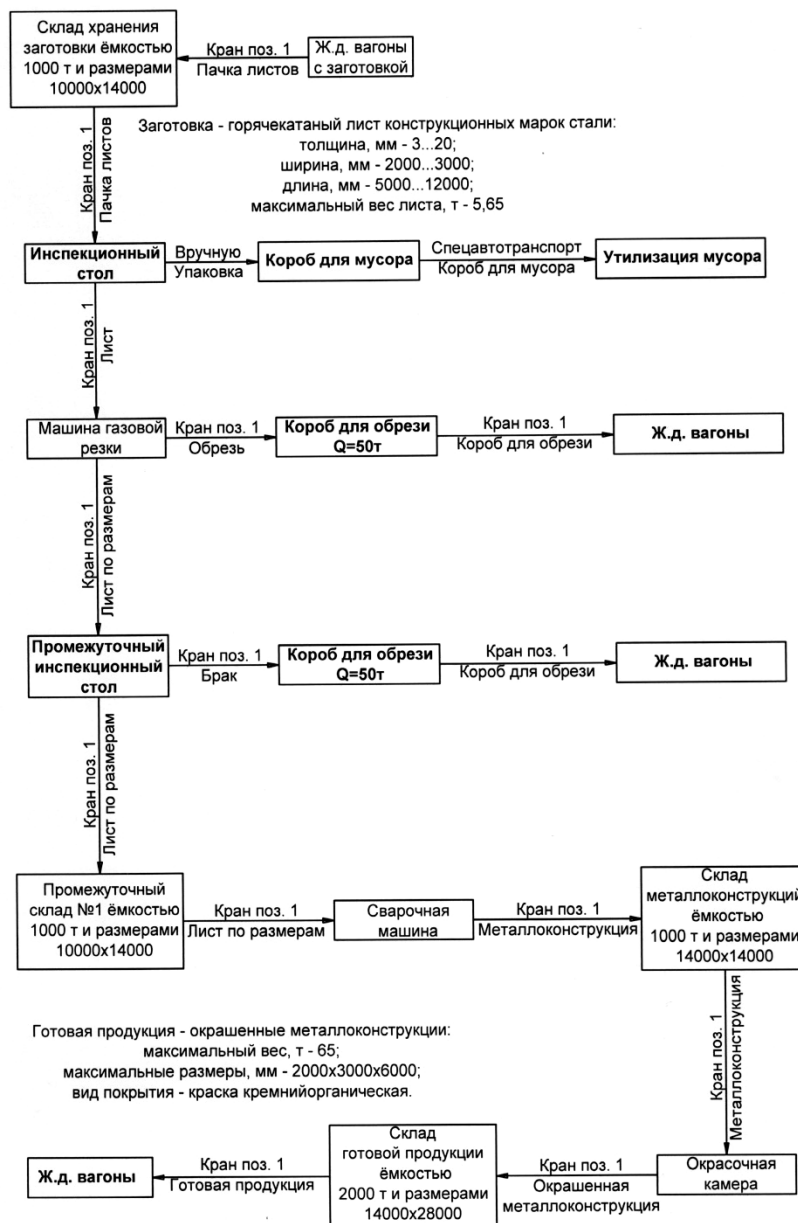 Склад хранения
заготовки ёмкостью
1000 т и размерами
10000х14000
Кран поз. 1
Пачка листов
Ж.д. вагоны
с заготовкой
Кран поз. 1
Пачка листов
Заготовка - горячекатаный лист конструкционных марок стали:
толщина, мм - 3...20;
ширина, мм - 2000...3000;
длина, мм - 5000...12000;
максимальный вес листа, т - 5,65
Инспекционный
стол
Вручную
Упаковка
Короб для мусора
Спецавтотранспорт
Короб для мусора
Утилизация мусора
Кран поз. 1
Лист
Машина газовой
резки
Кран поз. 1
Обрезь
Короб для обрези
Q=50т
Кран поз. 1
Короб для обрези
Ж.д. вагоны
Кран поз. 1
Лист по размерам
Промежуточный
инспекционный
стол
Кран поз. 1
Брак
Короб для обрези
Q=50т
Кран поз. 1
Короб для обрези
Ж.д. вагоны
Кран поз. 1
Лист по размерам
Промежуточный
склад №1 ёмкостью
1000 т и размерами
10000х14000
Кран поз. 1
Лист по размерам
Сварочная
машина
Кран поз. 1
Металлоконструкция
Склад
металлоконструкций
ёмкостью
1000 т и размерами
14000х14000
Кран поз. 1
Металлоконструкция
Готовая продукция - окрашенные металлоконструкции:
максимальный вес, т - 65;
максимальные размеры, мм - 2000х3000х6000;
вид покрытия - краска кремнийорганическая.
Ж.д. вагоны
Кран поз. 1
Готовая продукция
Склад
готовой продукции
ёмкостью
2000 т и размерами
14000х28000
Кран поз. 1
Окрашенная
металлоконструкция
Окрасочная
камера